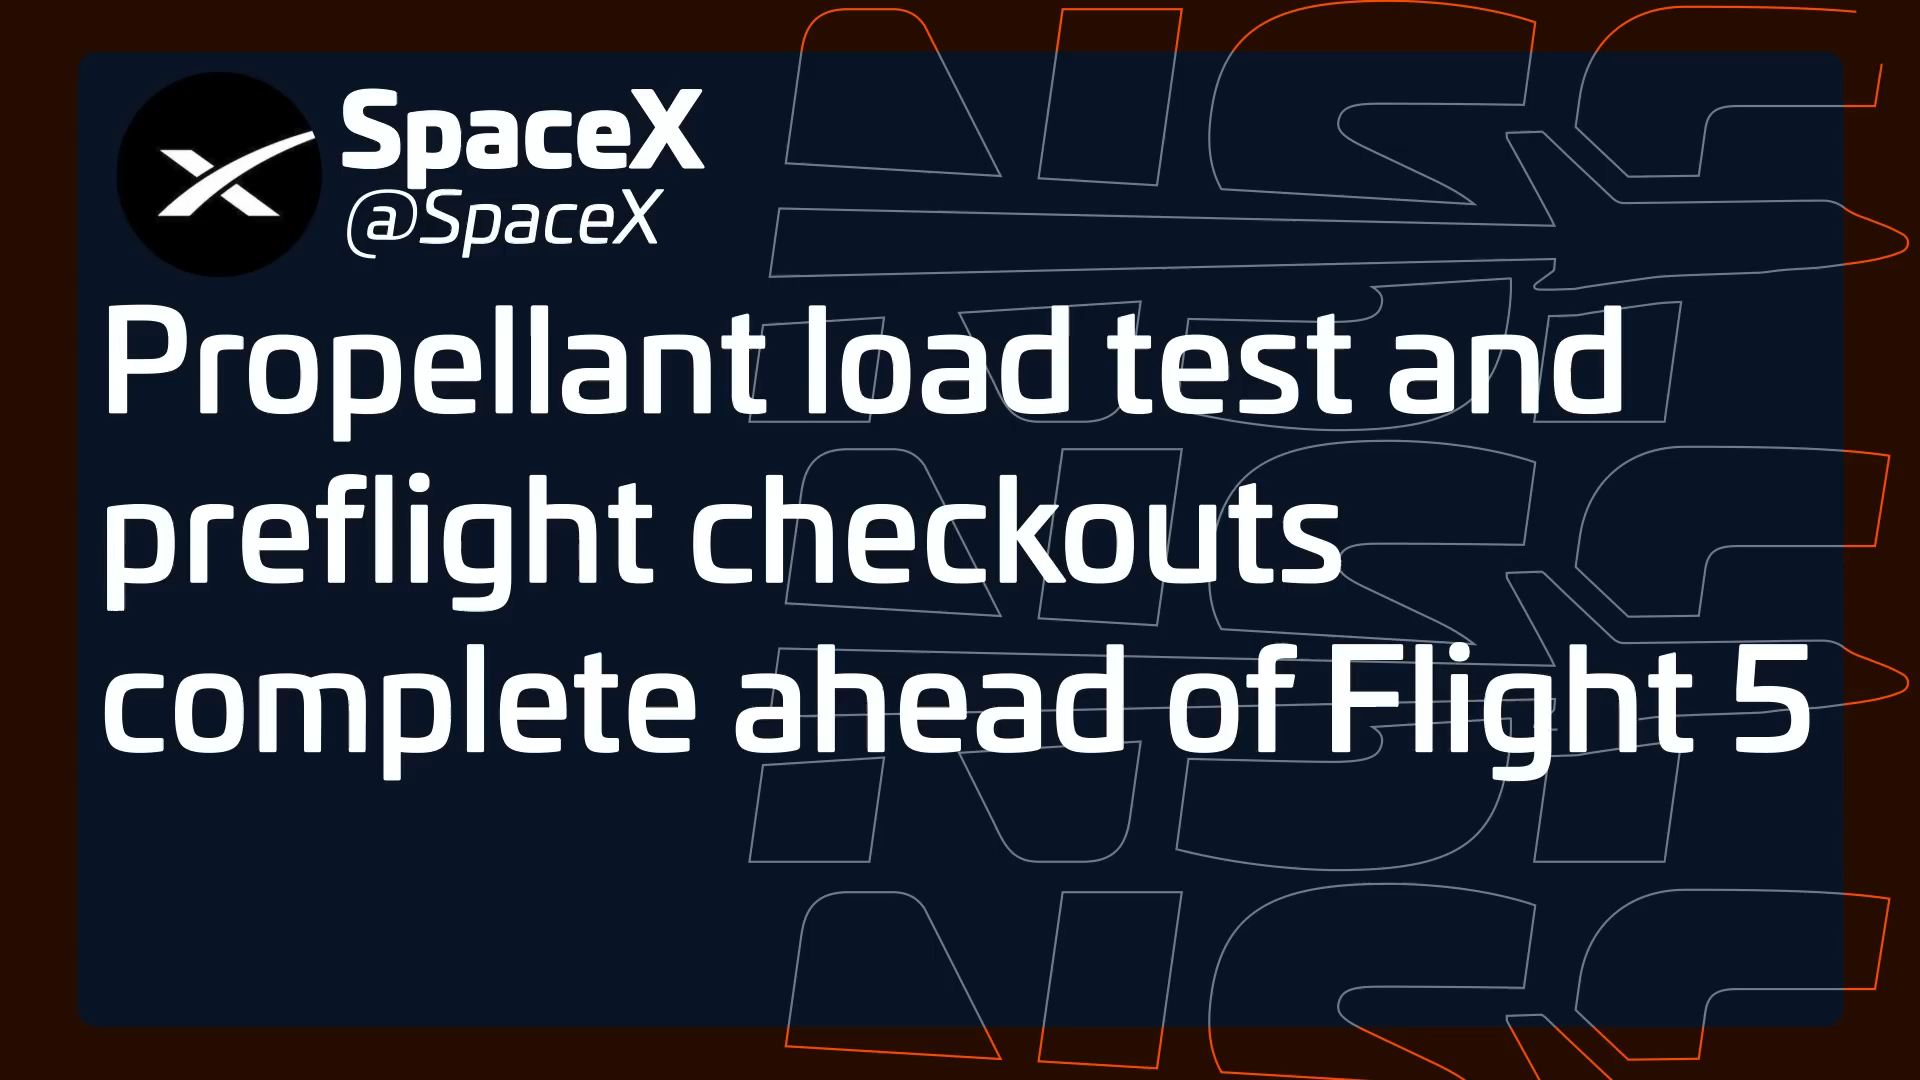 SpaceX
@SpaceX
Propellant load test and
preflight checkouts
complete ahead of Flight 5